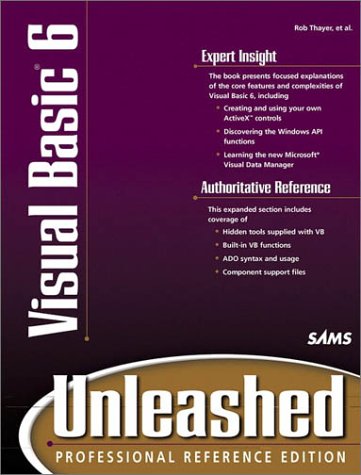 Rob Thayer, et al.
Visual Basic® 6
Expert Insight
The book presents focused explanations
of the core features and complexities of
Visual Basic 6, including
• Creating and using your own
ActiveX™ controls
• Discovering the Windows API
functions
• Learning the new Microsoft®
Visual Data Manager
Authoritative Reference
This expanded section includes
coverage of
• Hidden tools supplied with VB
• Built-in VB functions
• ADO syntax and usage
• Component support files
SAMS
Unleashed
PROFESSIONAL REFERENCE EDITION